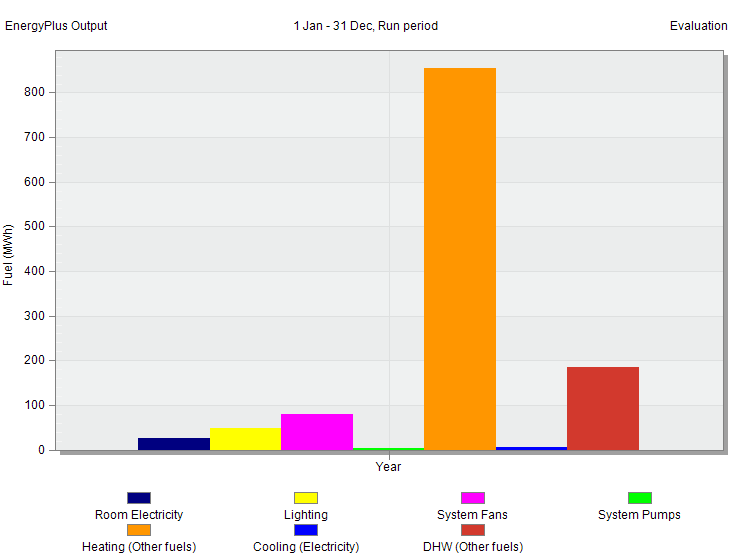 EnergyPlus Output 1 Jan - 31 Dec, Run period Evaluation
800
700
600
500
400
300
200
100
0
Fuel (MWh)
Year
Room Electricity Lighting System Fans System Pumps
Heating (Other fuels) Cooling (Electricity) DHW (Other fuels)